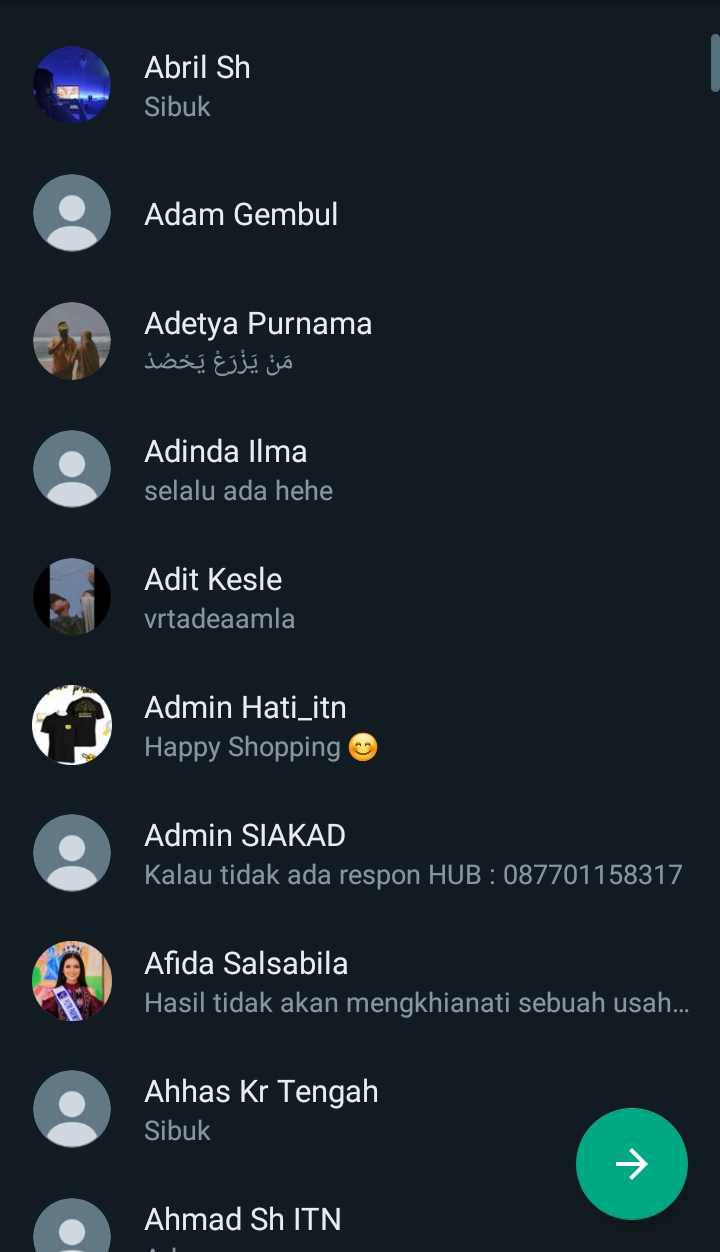 Abril Sh
Sibuk
Adam Gembul
Adetya Purnama
مَنْ يَزْرَعْ يَحْصُدْ
Adinda Ilma
selalu ada hehe
Adit Kesle
vrtadeaamla
Admin Hati_itn
Happy Shopping 😊
Admin SIAKAD
Kalau tidak ada respon HUB : 087701158317
Afida Salsabila
Hasil tidak akan mengkhianati sebuah usah...
Ahhas Kr Tengah
Sibuk
Ahmad Sh ITN